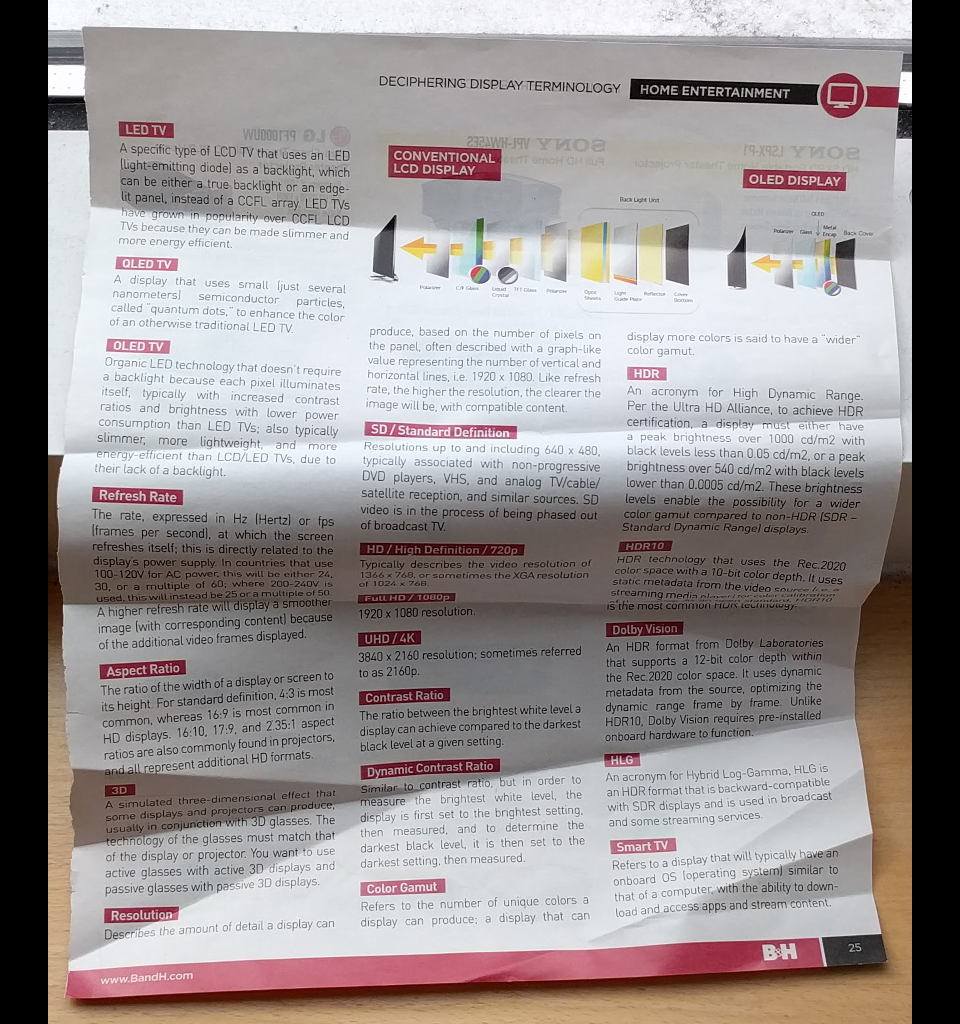 DECIPHERING DISPLAY TERMINOLOGY
HOME ENTERTAINMENT
LED TV
A specific type of LCD TV that uses an LED
(light-emitting diode) as a backlight, which
can be either a true backlight or an edge-
lit panel, instead of a CCFL array. LED TVs
have grown in popularity over CCFL LCD
TVs because they can be made slimmer and
more energy efficient.
QLED TV
A display that uses small (just several
nanometers) semiconductor particles,
called "quantum dots," to enhance the color
of an otherwise traditional LED TV.
OLED TV
Organic LED technology that doesn't require
a backlight because each pixel illuminates
itself, typically with increased contrast
ratios and brightness with lower power
consumption than LED TVs; also typically
slimmer, more lightweight, and more
energy-efficient than LCD/LED TVs, due to
their lack of a backlight.
Refresh Rate
The rate, expressed in Hz (Hertz) or fps
(frames per second), at which the screen
refreshes itself; this is directly related to the
display's power supply. In countries that use
100-120V for AC power, this will be either 24,
30, or a multiple of 60; where 200-240V is
used, this will instead be 25 or a multiple of 50.
A higher refresh rate will display a smoother
image (with corresponding content) because
of the additional video frames displayed.
Aspect Ratio
The ratio of the width of a display or screen to
its height. For standard definition, 4:3 is most
common, whereas 16:9 is most common in
HD displays. 16:10, 17:9, and 2.35:1 aspect
ratios are also commonly found in projectors,
and all represent additional HD formats.
3D
A simulated three-dimensional effect that
some displays and projectors can produce,
usually in conjunction with 3D glasses. The
technology of the glasses must match that
of the display or projector. You want to use
active glasses with active 3D displays and
passive glasses with passive 3D displays.
Resolution
Describes the amount of detail a display can
CONVENTIONAL
LCD DISPLAY
Back Light Unit
Polarizer
C/F Glass
Liquid
Crystal
TFT Glass
Polarizer
Optic
Sheets
Light
Guide Plate
Reflector
Cover
Bottom
OLED DISPLAY
OLED
Polarizer
Glass
Metal
Encap
Back Cover
produce, based on the number of pixels on
the panel, often described with a graph-like
value representing the number of vertical and
horizontal lines, i.e. 1920 x 1080. Like refresh
rate, the higher the resolution, the clearer the
image will be, with compatible content.
SD / Standard Definition
Resolutions up to and including 640 x 480,
typically associated with non-progressive
DVD players, VHS, and analog TV/cable/
satellite reception, and similar sources. SD
video is in the process of being phased out
of broadcast TV.
HD / High Definition / 720p
Typically describes the video resolution of
1366 x 768, or sometimes the XGA resolution
of 1024 x 768.
Full HD / 1080p
1920 x 1080 resolution.
UHD / 4K
3840 x 2160 resolution; sometimes referred
to as 2160p.
Contrast Ratio
The ratio between the brightest white level a
display can achieve compared to the darkest
black level at a given setting.
Dynamic Contrast Ratio
Similar to contrast ratio, but in order to
measure the brightest white level, the
display is first set to the brightest setting,
then measured, and to determine the
darkest black level, it is then set to the
darkest setting, then measured.
Color Gamut
Refers to the number of unique colors a
display can produce; a display that can
display more colors is said to have a "wider"
color gamut.
HDR
An acronym for High Dynamic Range.
Per the Ultra HD Alliance, to achieve HDR
certification, a display must either have
a peak brightness over 1000 cd/m2 with
black levels less than 0.05 cd/m2, or a peak
brightness over 540 cd/m2 with black levels
lower than 0.0005 cd/m2. These brightness
levels enable the possibility for a wider
color gamut compared to non-HDR (SDR –
Standard Dynamic Range) displays.
HDR10
HDR technology that uses the Rec.2020
color space with a 10-bit color depth. It uses
static metadata from the video source (i.e. a
streaming media player) for color calibration
standard, HDR10
is the most common HDR technology.
Dolby Vision
An HDR format from Dolby Laboratories
that supports a 12-bit color depth within
the Rec.2020 color space. It uses dynamic
metadata from the source, optimizing the
dynamic range frame by frame. Unlike
HDR10, Dolby Vision requires pre-installed
onboard hardware to function.
HLG
An acronym for Hybrid Log-Gamma, HLG is
an HDR format that is backward-compatible
with SDR displays and is used in broadcast
and some streaming services.
Smart TV
Refers to a display that will typically have an
onboard OS (operating system) similar to
that of a computer, with the ability to down-
load and access apps and stream content.
www.BandH.com
B&H
25